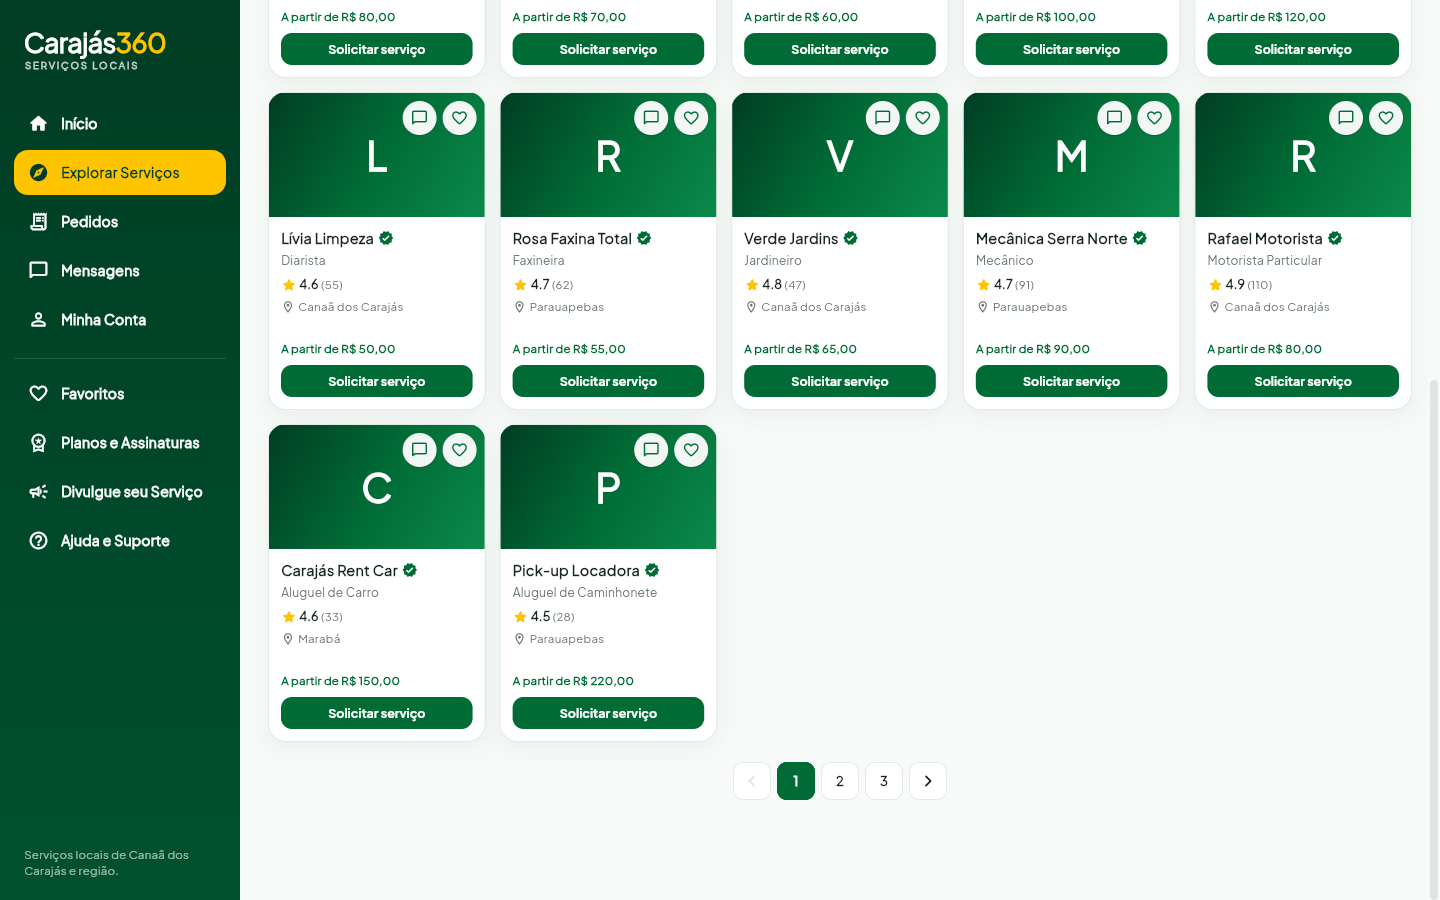 Carajás360
SERVIÇOS LOCAIS
Início
Explorar Serviços
Pedidos
Mensagens
Minha Conta
Favoritos
Planos e Assinaturas
Divulgue seu Serviço
Ajuda e Suporte
Serviços locais de Canaã dos
Carajás e região.
A partir de R$ 80,00
Solicitar serviço
A partir de R$ 70,00
Solicitar serviço
A partir de R$ 60,00
Solicitar serviço
A partir de R$ 100,00
Solicitar serviço
A partir de R$ 120,00
Solicitar serviço
L
Lívia Limpeza
Diarista
4.6 (55)
Canaã dos Carajás
A partir de R$ 50,00
Solicitar serviço
R
Rosa Faxina Total
Faxineira
4.7 (62)
Parauapebas
A partir de R$ 55,00
Solicitar serviço
V
Verde Jardins
Jardineiro
4.8 (47)
Canaã dos Carajás
A partir de R$ 65,00
Solicitar serviço
M
Mecânica Serra Norte
Mecânico
4.7 (91)
Parauapebas
A partir de R$ 90,00
Solicitar serviço
R
Rafael Motorista
Motorista Particular
4.9 (110)
Canaã dos Carajás
A partir de R$ 80,00
Solicitar serviço
C
Carajás Rent Car
Aluguel de Carro
4.6 (33)
Marabá
A partir de R$ 150,00
Solicitar serviço
P
Pick-up Locadora
Aluguel de Caminhonete
4.5 (28)
Parauapebas
A partir de R$ 220,00
Solicitar serviço
1 2 3